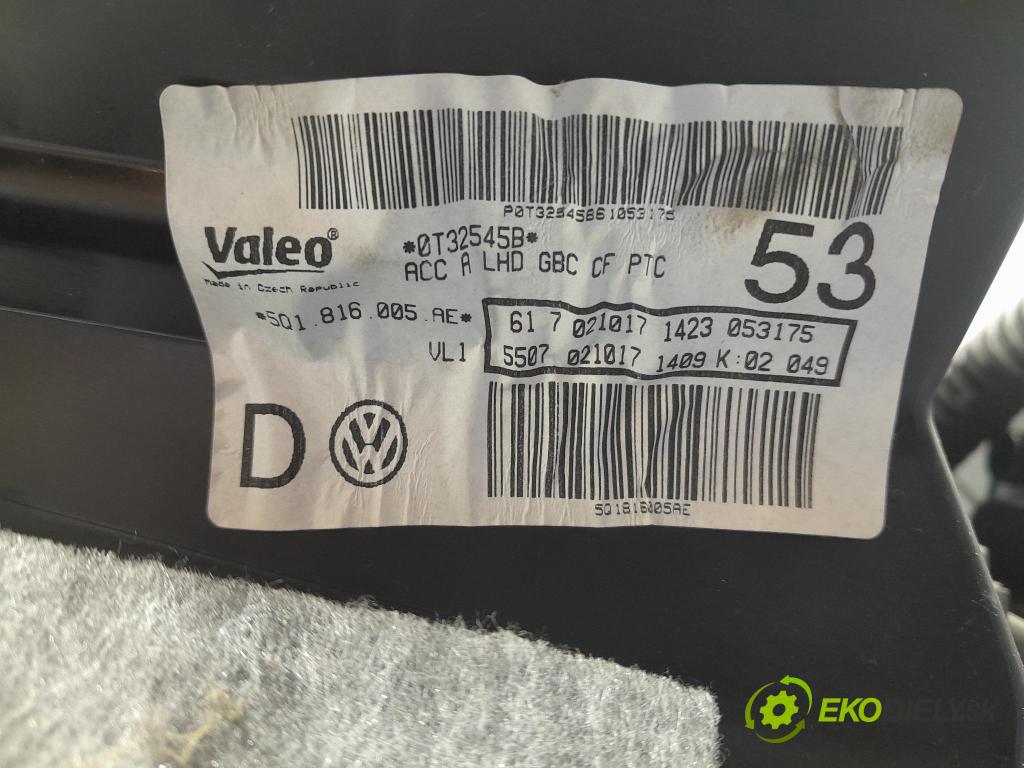 P0T32545B61053175
Valeo®
*0T32545B*
53
ACC A LHD GBC CF PTC
made in Czech Republic
*5Q1.816.005.AE*
61 7 021017 1423 053175
VL1
5507 021017 1409 K:02 049
D
VW
5Q1816005AE
EKODIELY.SK